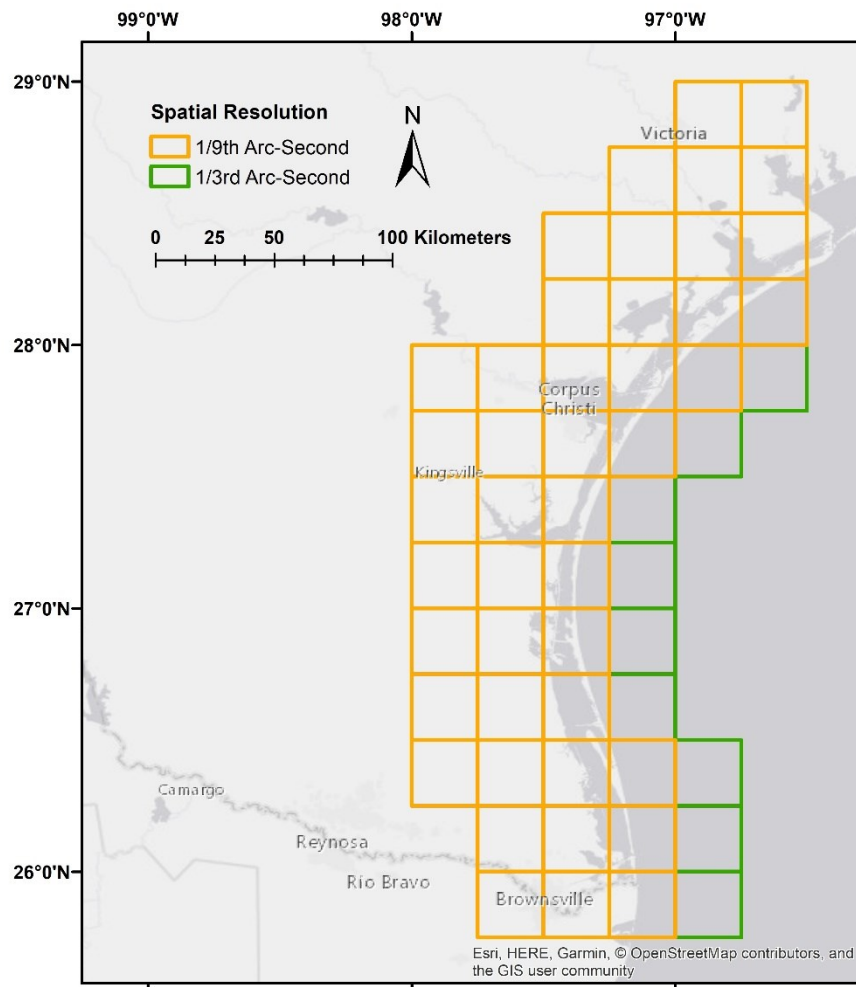 99°0'W 98°0'W 97°0'W
29°0'N
Spatial Resolution
N
1/9th Arc-Second
Victoria
1/3rd Arc-Second
0 25 50 100 Kilometers
28°0'N
Corpus
Christi
Kingsville
27°0'N
Camargo
Reynosa
26°0'N
Río Bravo
Brownsville
Esri, HERE, Garmin, © OpenStreetMap contributors, and
the GIS user community